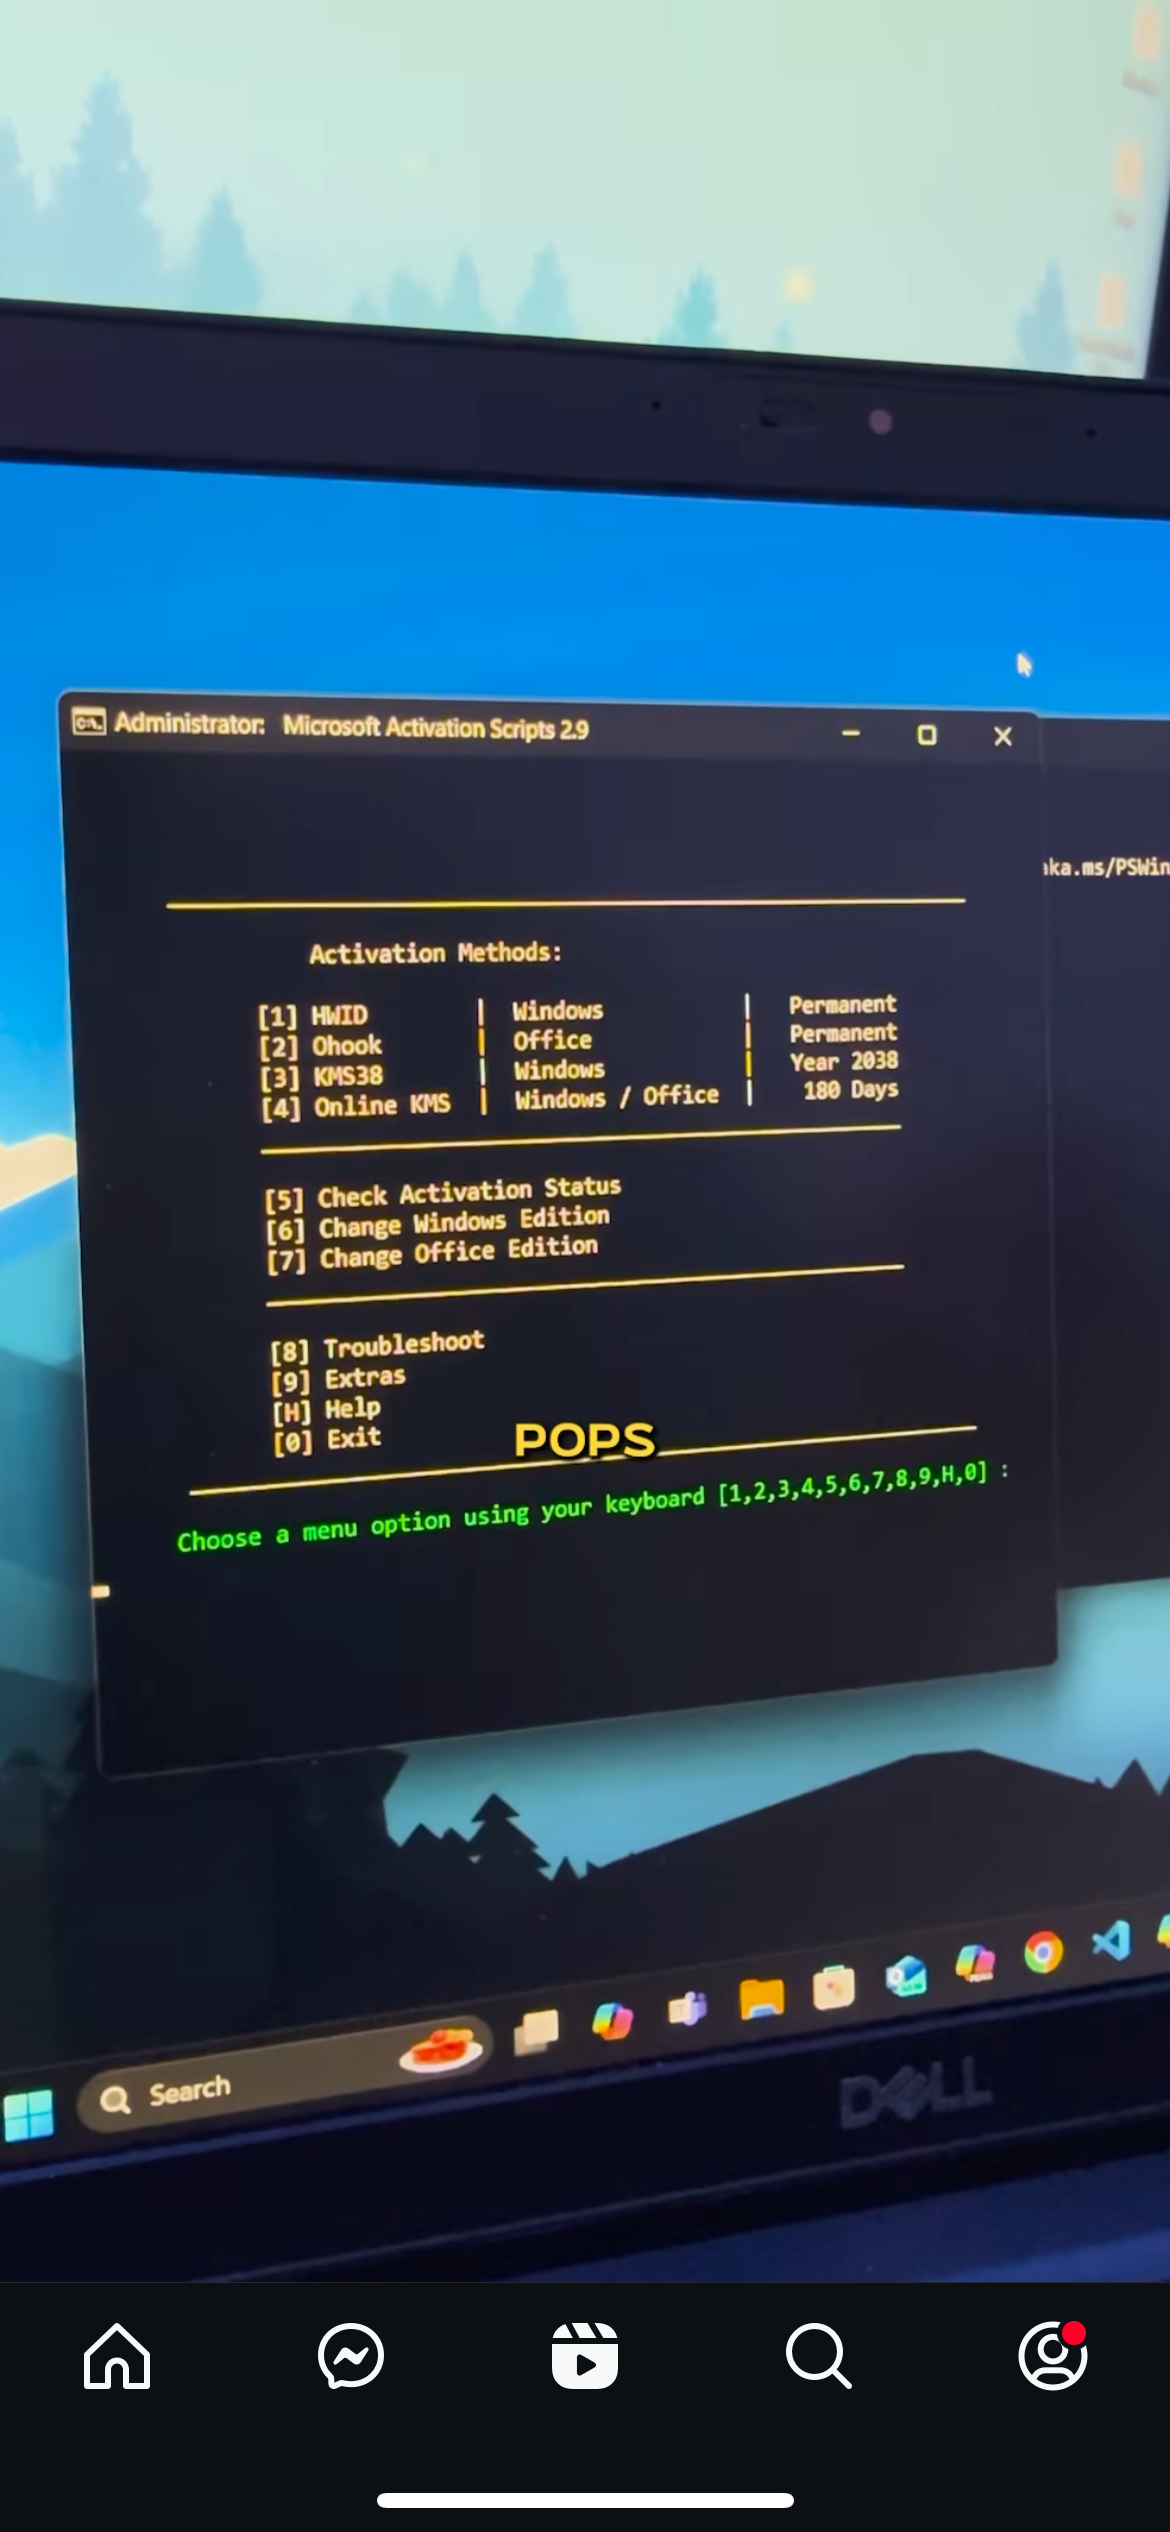 Administrator:  Microsoft Activation Scripts 2.9
aka.ms/PSWin
Activation Methods:
[1] HWID | Windows | Permanent
[2] Ohook | Office | Permanent
[3] KMS38 | Windows | Year 2038
[4] Online KMS | Windows / Office | 180 Days
[5] Check Activation Status
[6] Change Windows Edition
[7] Change Office Edition
[8] Troubleshoot
[9] Extras
[H] Help
[0] Exit
POPS
Choose a menu option using your keyboard [1,2,3,4,5,6,7,8,9,H,0] :
Search
DELL